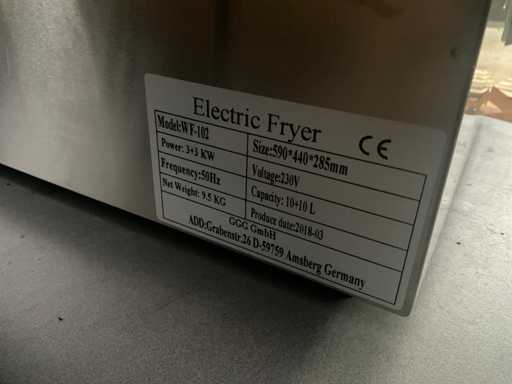 Electric Fryer CE
Model:WF-102 Size:590*440*285mm
Power: 3+3 KW Voltage:230V
Frequency:50Hz Capacity: 10+10 L
Net Weight: 9.5 KG Produce date:2018-03
GGG GmbH
ADD:Grabenstr.26 D-59759 Arnsberg Germany